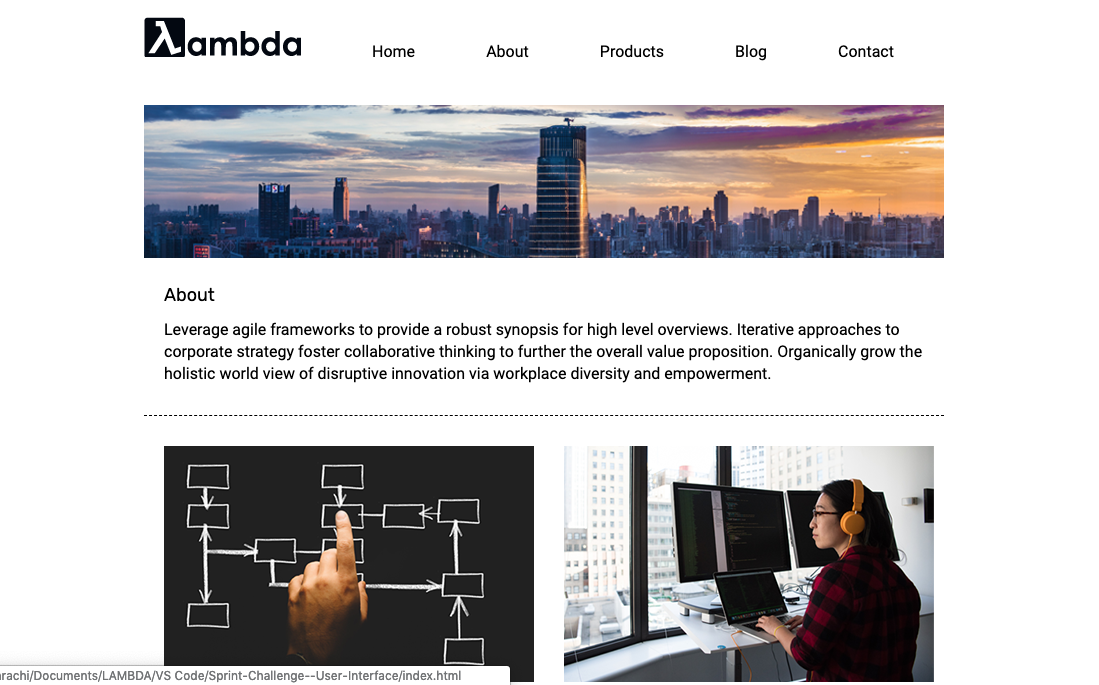 λambda
Home About Products Blog Contact
About
Leverage agile frameworks to provide a robust synopsis for high level overviews. Iterative approaches to
corporate strategy foster collaborative thinking to further the overall value proposition. Organically grow the
holistic world view of disruptive innovation via workplace diversity and empowerment.
arachi/Documents/LAMBDA/VS Code/Sprint-Challenge--User-Interface/index.html